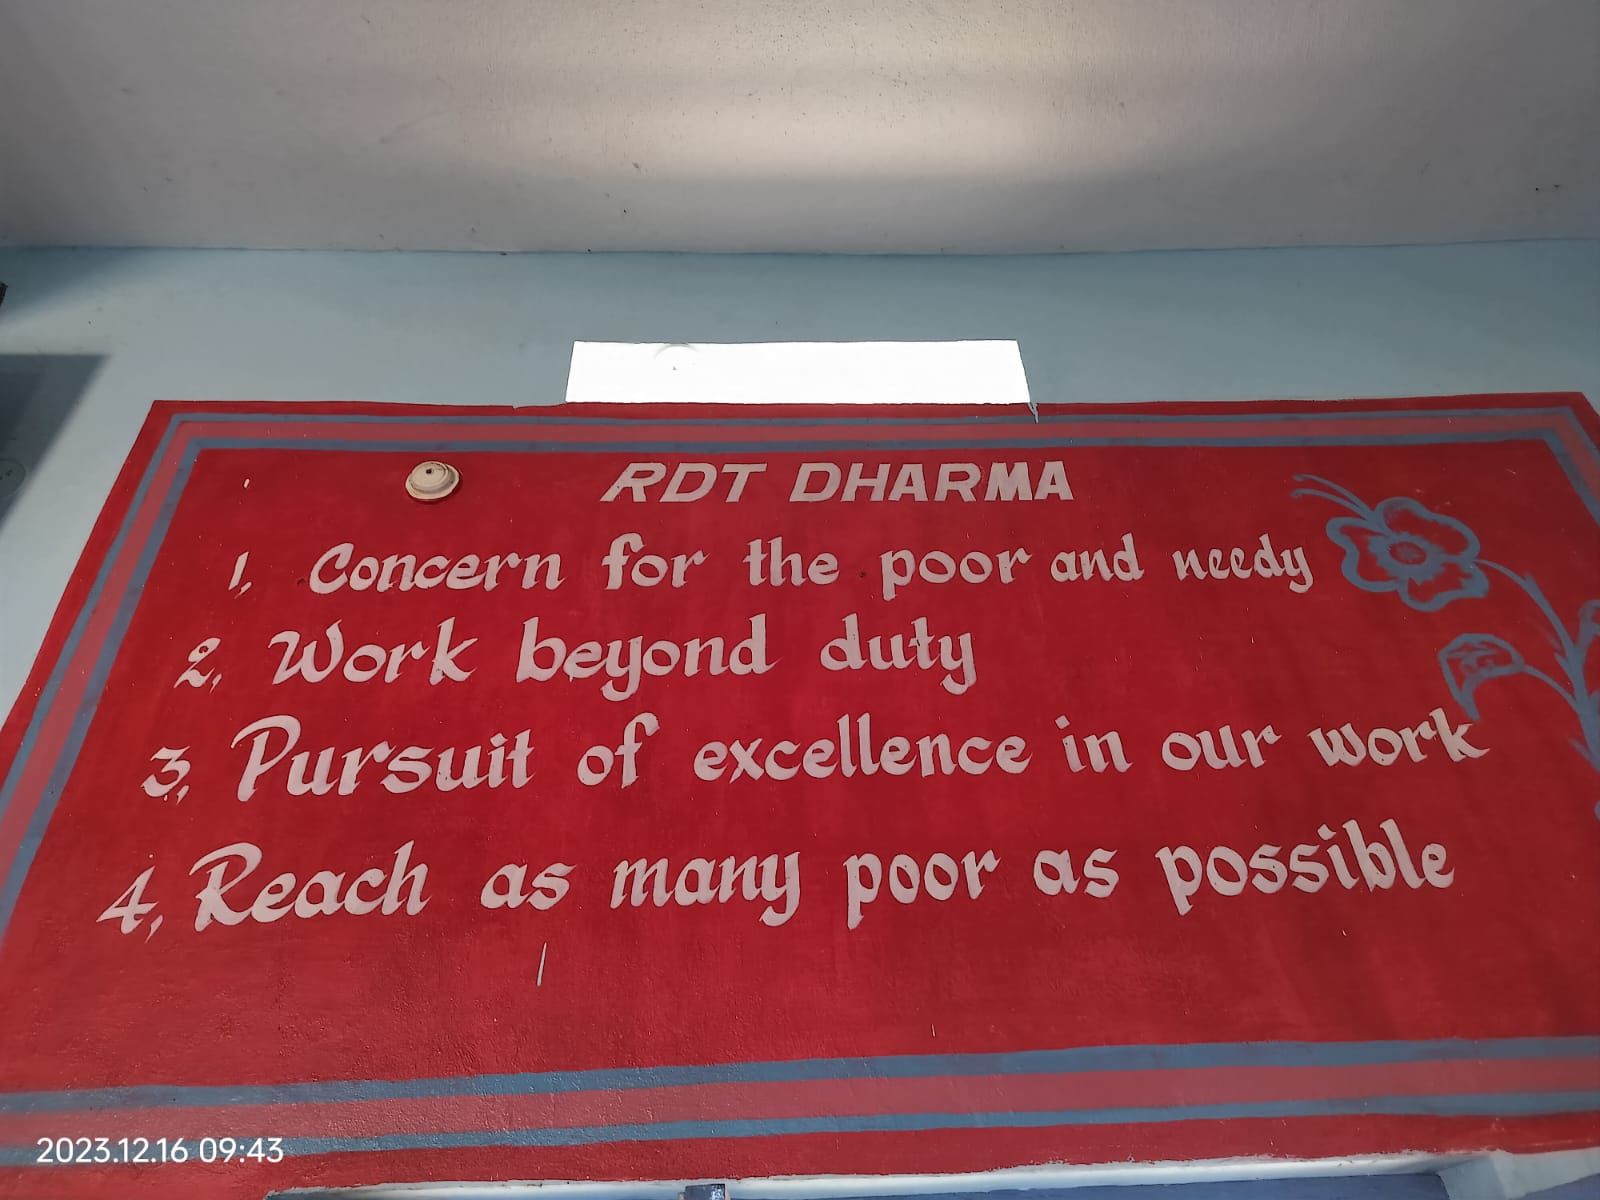 RDT DHARMA
1, Concern for the poor and needy
2, Work beyond duty
3, Pursuit of excellence in our work
4, Reach as many poor as possible
2023.12.16 09:43